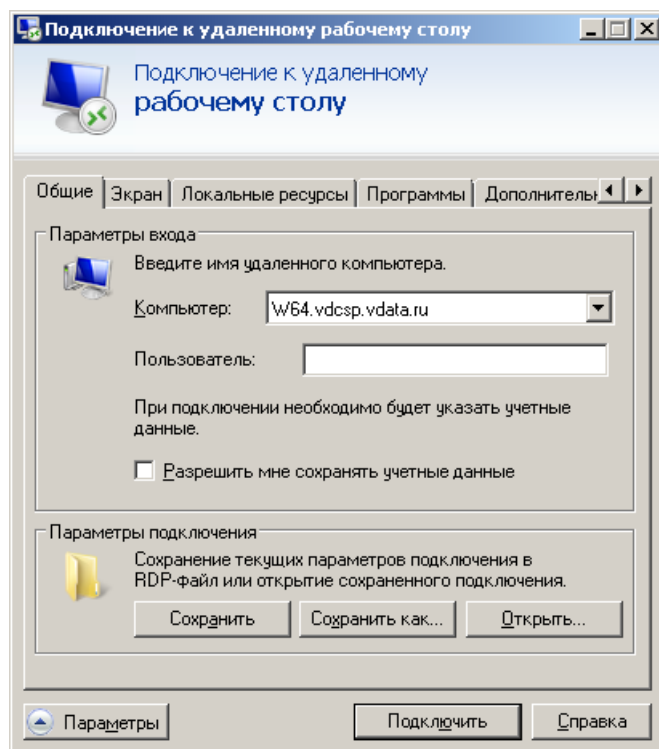 Подключение к удаленному рабочему столу
Подключение к удаленному
рабочему столу
Общие Экран Локальные ресурсы Программы Дополнительн
Параметры входа
Введите имя удаленного компьютера.
Компьютер: W64.vdcsp.vdata.ru
Пользователь:
При подключении необходимо будет указать учетные
данные.
Разрешить мне сохранять учетные данные
Параметры подключения
Сохранение текущих параметров подключения в
RDP-файл или открытие сохраненного подключения.
Сохранить Сохранить как... Открыть...
Параметры Подключить Справка